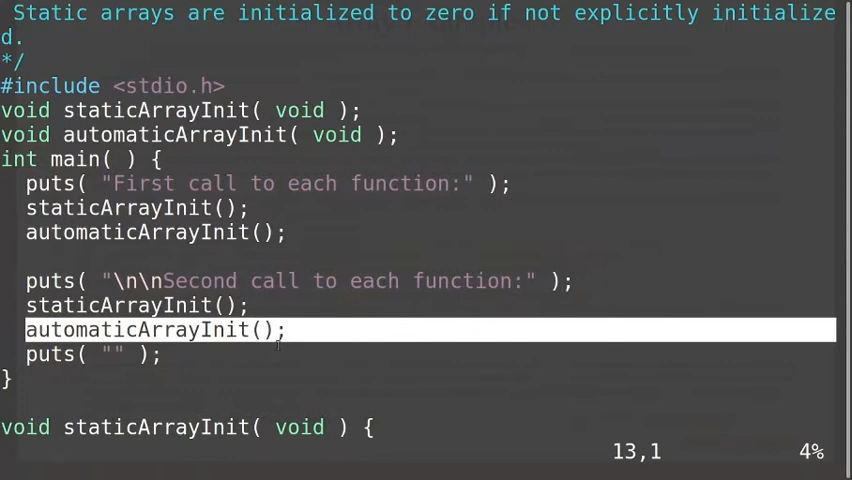 Static arrays are initialized to zero if not explicitly initialize
d.
*/
#include <stdio.h>
void staticArrayInit( void );
void automaticArrayInit( void );
int main( ) {
  puts( "First call to each function:" );
  staticArrayInit();
  automaticArrayInit();

  puts( "\n\nSecond call to each function:" );
  staticArrayInit();
  automaticArrayInit();
  puts( "" );
}

void staticArrayInit( void ) {
13,1 4%